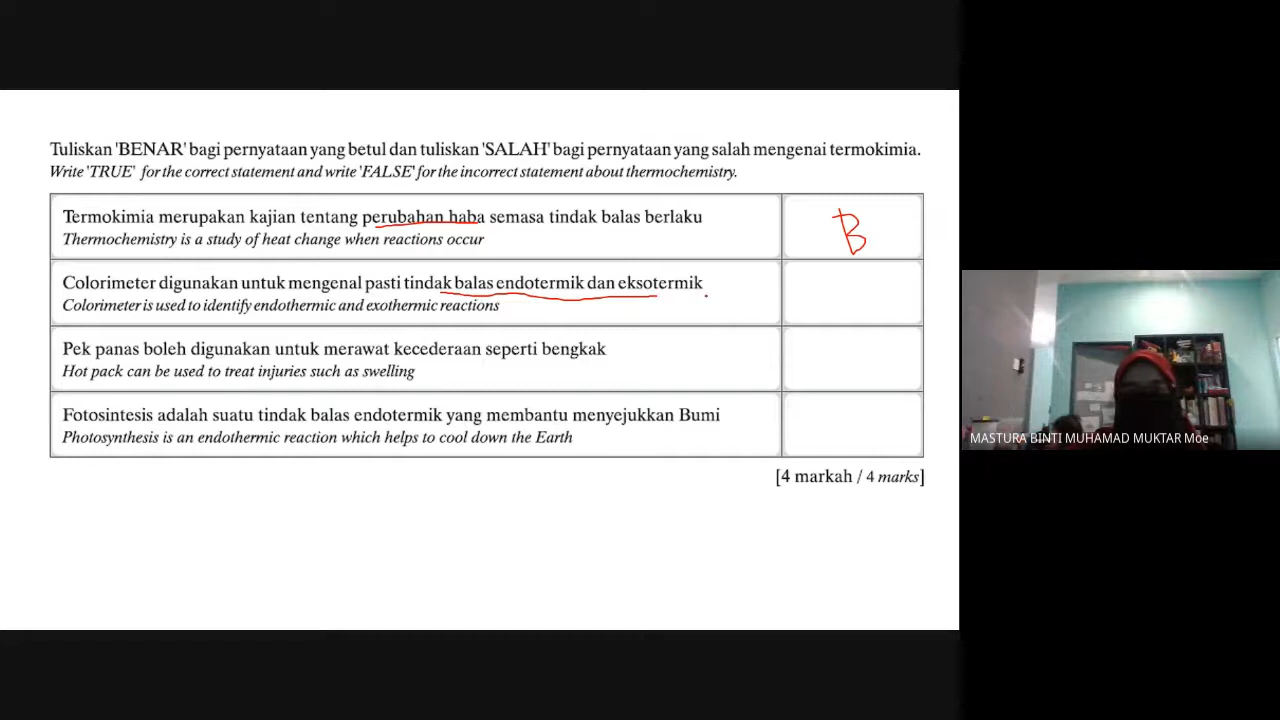 Tuliskan 'BENAR' bagi pernyataan yang betul dan tuliskan 'SALAH' bagi pernyataan yang salah mengenai termokimia.
Write 'TRUE' for the correct statement and write 'FALSE' for the incorrect statement about thermochemistry.
Termokimia merupakan kajian tentang perubahan haba semasa tindak balas berlaku
Thermochemistry is a study of heat change when reactions occur
B
Colorimeter digunakan untuk mengenal pasti tindak balas endotermik dan eksotermik
Colorimeter is used to identify endothermic and exothermic reactions
Pek panas boleh digunakan untuk merawat kecederaan seperti bengkak
Hot pack can be used to treat injuries such as swelling
Fotosintesis adalah suatu tindak balas endotermik yang membantu menyejukkan Bumi
Photosynthesis is an endothermic reaction which helps to cool down the Earth
[4 markah / 4 marks]
MASTURA BINTI MUHAMAD MUKTAR Moe